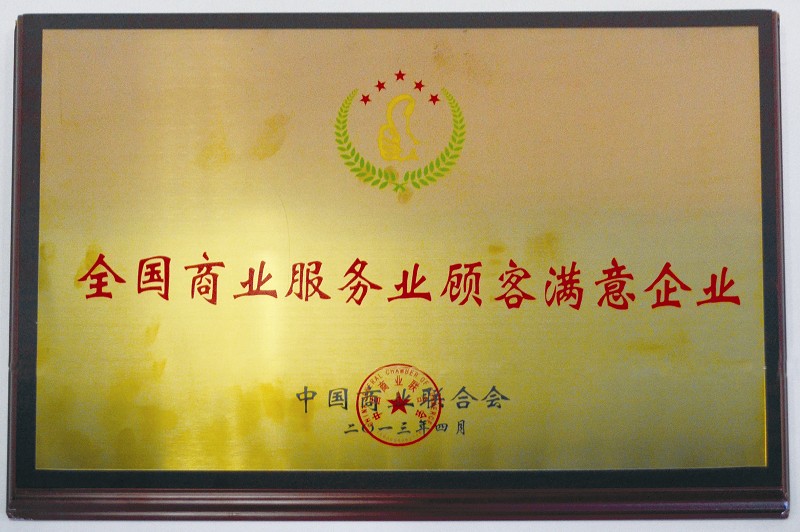 全国商业服务业顾客满意企业
中国商业联合会
二〇一三年四月